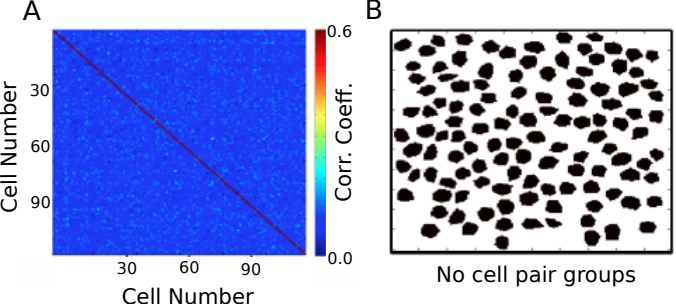 A
B
Cell Number
30
60
90
30
60
90
Cell Number
0.6
0.0
Corr. Coeff.
No cell pair groups